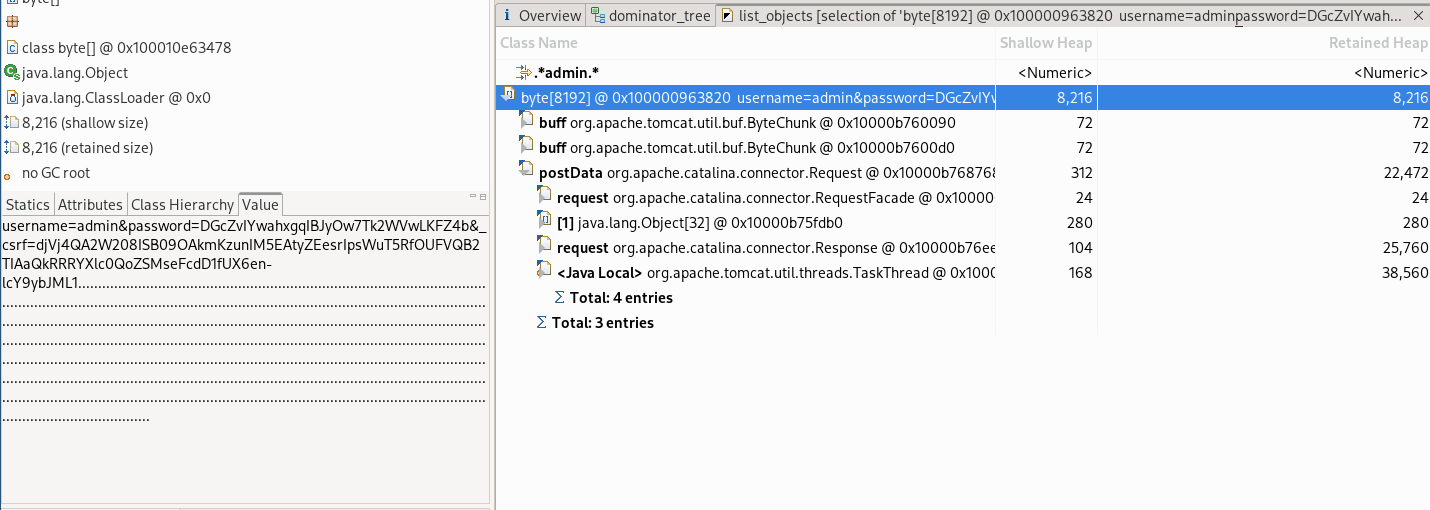 byte[]
class byte[] @ 0x100010e63478
java.lang.Object
java.lang.ClassLoader @ 0x0
8,216 (shallow size)
8,216 (retained size)
no GC root
Statics Attributes Class Hierarchy Value
username=admin&password=DGcZvIYwahxgqIBJyOw7Tk2WVwLKFZ4b&_
csrf=djVj4QA2W208ISB09OAkmKzunIM5EAtyZEesrIpsWuT5RfOUFVQB2
TIAaQkRRRYXlc0QoZSMseFcdD1fUX6en-
lcY9ybJML1.......................................................................................................
........................................................................................................................
........................................................................................................................
........................................................................................................................
........................................................................................................................
........................................................................................................................
........................................................................................................................
.....................................
Overview dominator_tree list_objects [selection of 'byte[8192] @ 0x100000963820 username=adminpassword=DGcZvIYwah...
Class Name Shallow Heap Retained Heap
.*admin.* <Numeric> <Numeric>
byte[8192] @ 0x100000963820 username=admin&password=DGcZvIYw 8,216 8,216
buff org.apache.tomcat.util.buf.ByteChunk @ 0x10000b760090 72 72
buff org.apache.tomcat.util.buf.ByteChunk @ 0x10000b7600d0 72 72
postData org.apache.catalina.connector.Request @ 0x10000b768768 312 22,472
request org.apache.catalina.connector.RequestFacade @ 0x10000 24 24
[1] java.lang.Object[32] @ 0x10000b75fdb0 280 280
request org.apache.catalina.connector.Response @ 0x10000b76ee 104 25,760
<Java Local> org.apache.tomcat.util.threads.TaskThread @ 0x1000 168 38,560
Total: 4 entries
Total: 3 entries